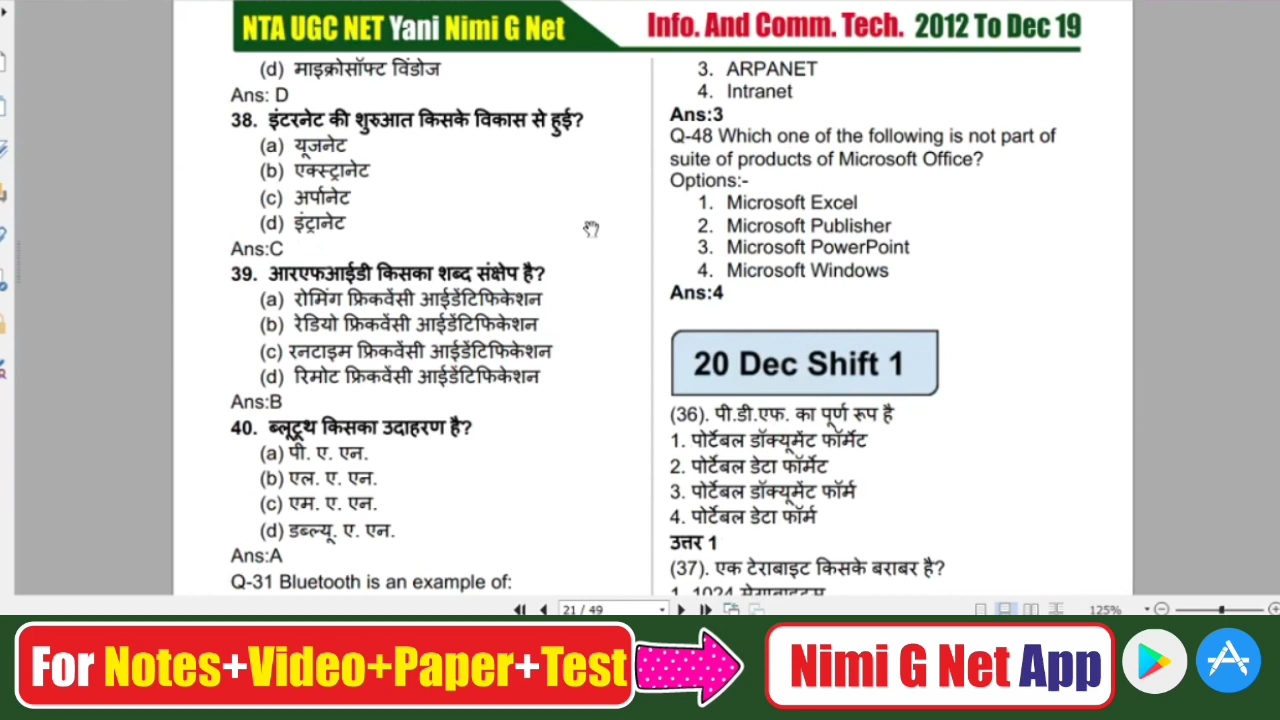 NTA UGC NET Yani Nimi G Net
Info. And Comm. Tech. 2012 To Dec 19
(d) माइक्रोसॉफ्ट विंडोज
Ans: D
38. इंटरनेट की शुरुआत किसके विकास से हुई?
(a) यूजनेट
(b) एक्स्ट्रानेट
(c) अर्पानेट
(d) इंट्रानेट
Ans:C
39. आरएफआईडी किसका शब्द संक्षेप है?
(a) रोमिंग फ्रिकवेंसी आईडेंटिफिकेशन
(b) रेडियो फ्रिकवेंसी आईडेंटिफिकेशन
(c) रनटाइम फ्रिकवेंसी आईडेंटिफिकेशन
(d) रिमोट फ्रिकवेंसी आईडेंटिफिकेशन
Ans:B
40. ब्लूटूथ किसका उदाहरण है?
(a) पी. ए. एन.
(b) एल. ए. एन.
(c) एम. ए. एन.
(d) डब्ल्यू. ए. एन.
Ans:A
Q-31 Bluetooth is an example of:
3. ARPANET
4. Intranet
Ans:3
Q-48 Which one of the following is not part of
suite of products of Microsoft Office?
Options:-
1. Microsoft Excel
2. Microsoft Publisher
3. Microsoft PowerPoint
4. Microsoft Windows
Ans:4
20 Dec Shift 1
(36). पी.डी.एफ. का पूर्ण रूप है
1. पोर्टेबल डॉक्यूमेंट फॉर्मेट
2. पोर्टेबल डेटा फॉर्मेट
3. पोर्टेबल डॉक्यूमेंट फॉर्म
4. पोर्टेबल डेटा फॉर्म
उत्तर 1
(37). एक टेराबाइट किसके बराबर है?
1. 1024 मेगाबाइट्स
21 / 49
125%
For Notes+Video+Paper+Test
Nimi G Net App